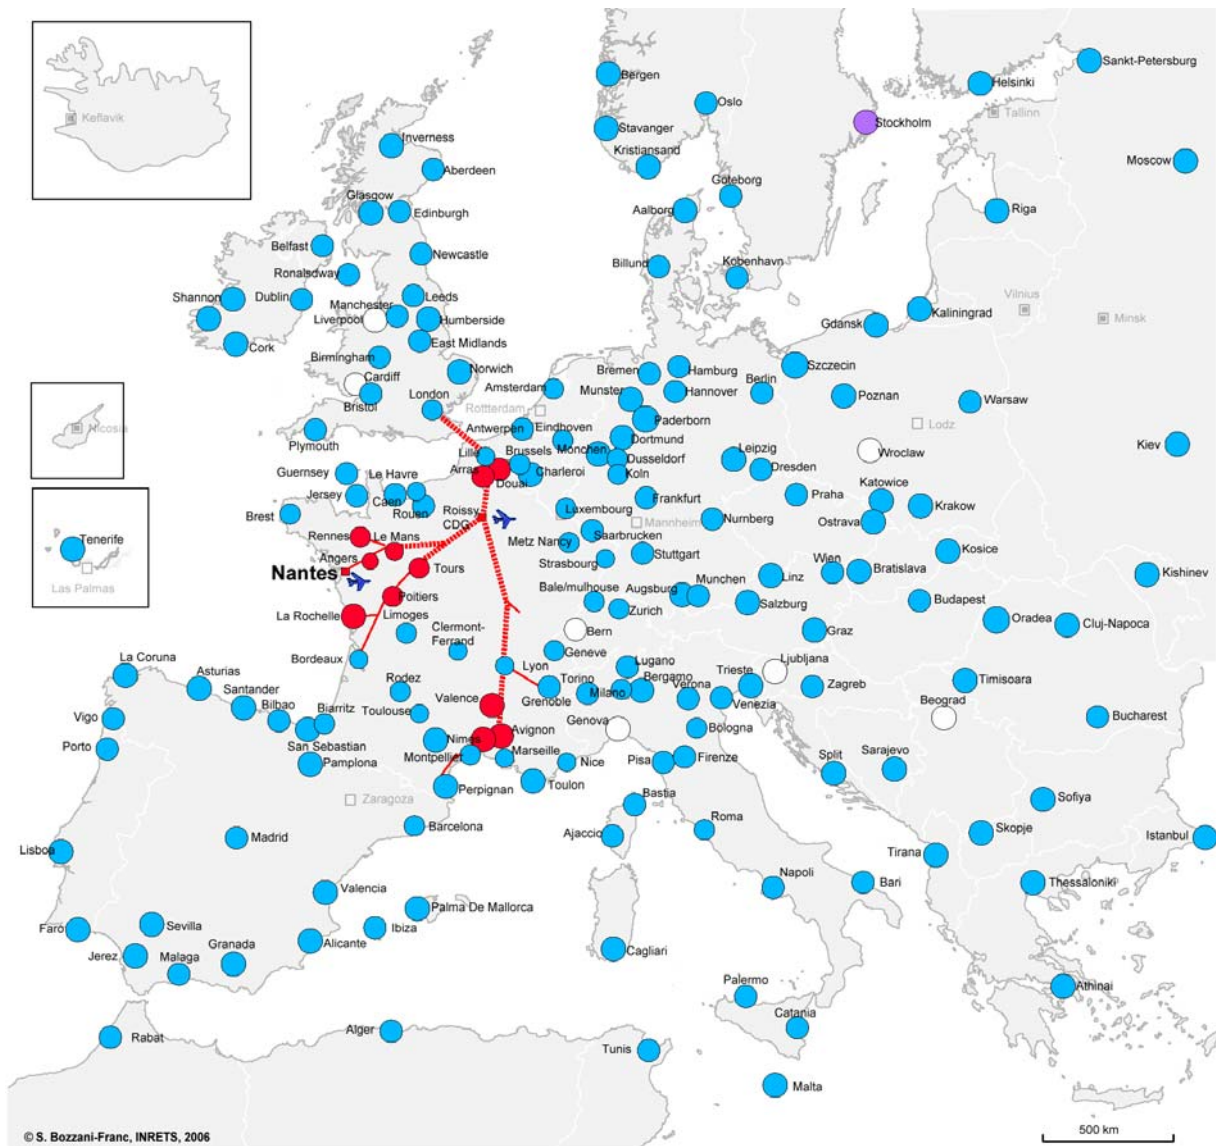 Bergen
Oslo
Sankt-Petersburg
Helsinki
Keflavik
Tallinn
Stockholm
Stavanger
Kristiansand
Inverness
Moscow
Aberdeen
Göteborg
Glasgow
Edinburgh
Aalborg
Riga
Belfast
Newcastle
Ronalsdway
Billund
Kobenhavn
Shannon
Dublin
Leeds
Manchester
Liverpool
Humberside
Vilnius
Kaliningrad
Minsk
Gdansk
Cork
East Midlands
Birmingham
Norwich
Cardiff
Bristol
London
Amsterdam
Bremen
Hamburg
Szczecin
Munster
Hannover
Berlin
Poznan
Warsaw
Rottterdam
Paderborn
Lodz
Nicosia
Plymouth
Antwerpen
Eindhoven
Dortmund
Kiev
Lille
Brussels
Monchen
Dusseldorf
Leipzig
Wroclaw
Guernsey
Le Havre
Arras
Douai
Charleroi
Koln
Dresden
Katowice
Jersey
Caen
Rouen
Roissy
CDG
Luxembourg
Frankfurt
Praha
Krakow
Brest
Mannheim
Nurnberg
Ostrava
Tenerife
Las Palmas
Rennes
Le Mans
Metz Nancy
Saarbrucken
Stuttgart
Kosice
Angers
Nantes
Tours
Strasbourg
Wien
Bratislava
Kishinev
Bale/mulhouse
Augsburg
Munchen
Linz
Poitiers
Zurich
Salzburg
Budapest
La Rochelle
Limoges
Clermont-
Ferrand
Bern
Graz
Oradea
Cluj-Napoca
Bordeaux
Geneve
La Coruna
Asturias
Lyon
Lugano
Bergamo
Trieste
Ljubljana
Santander
Rodez
Valence
Torino
Grenoble
Milano
Verona
Venezia
Zagreb
Timisoara
Beograd
Vigo
Bilbao
Biarritz
Toulouse
Genova
Bucharest
Porto
San Sebastian
Nimes
Avignon
Bologna
Pamplona
Montpellier
Marseille
Nice
Pisa
Firenze
Split
Sarajevo
Perpignan
Toulon
Zaragoza
Bastia
Sofiya
Madrid
Barcelona
Ajaccio
Roma
Skopje
Istanbul
Lisboa
Tirana
Valencia
Napoli
Bari
Thessaloniki
Palma De Mallorca
Faro
Sevilla
Ibiza
Granada
Alicante
Jerez
Malaga
Cagliari
Palermo
Athinai
Catania
Rabat
Alger
Tunis
Malta
© S. Bozzani-Franc, INRETS, 2006
500 km